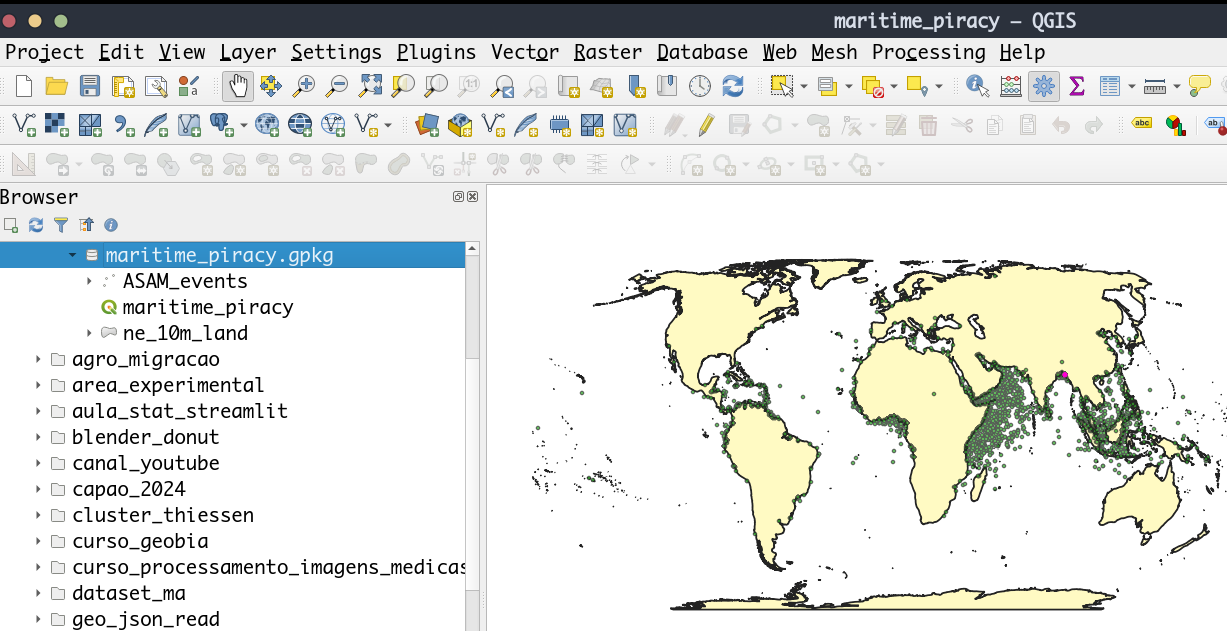 maritime_piracy — QGIS
Project Edit View Layer Settings Plugins Vector Raster Database Web Mesh Processing Help
Browser
maritime_piracy.gpkg
ASAM_events
maritime_piracy
ne_10m_land
agro_migracao
area_experimental
aula_stat_streamlit
blender_donut
canal_youtube
capao_2024
cluster_thiessen
curso_geobia
curso_processamento_imagens_medicas
dataset_ma
geo_json_read